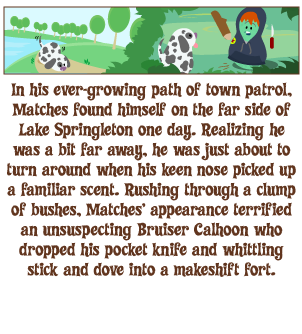 In his ever-growing path of town patrol,
Matches found himself on the far side of
Lake Springleton one day. Realizing he
was a bit far away, he was just about to
turn around when his keen nose picked up
a familiar scent. Rushing through a clump
of bushes, Matches' appearance terrified
an unsuspecting Bruiser Calhoon who
dropped his pocket knife and whittling
stick and dove into a makeshift fort.